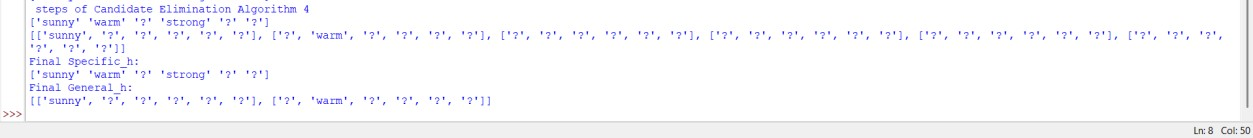 steps of Candidate Elimination Algorithm 4
['sunny' 'warm' '?' 'strong' '?' '?']
[['sunny', '?', '?', '?', '?', '?'], ['?', 'warm', '?', '?', '?', '?'], ['?', '?', '?', '?', '?', '?'], ['?', '?', '?', '?', '?', '?'], ['?', '?', '?', '?', '?', '?'], ['?', '?', '?',
'?', '?', '?']]
Final Specific_h:
['sunny' 'warm' '?' 'strong' '?' '?']
Final General_h:
[['sunny', '?', '?', '?', '?', '?'], ['?', 'warm', '?', '?', '?', '?']]
>>>
Ln: 8 Col: 50